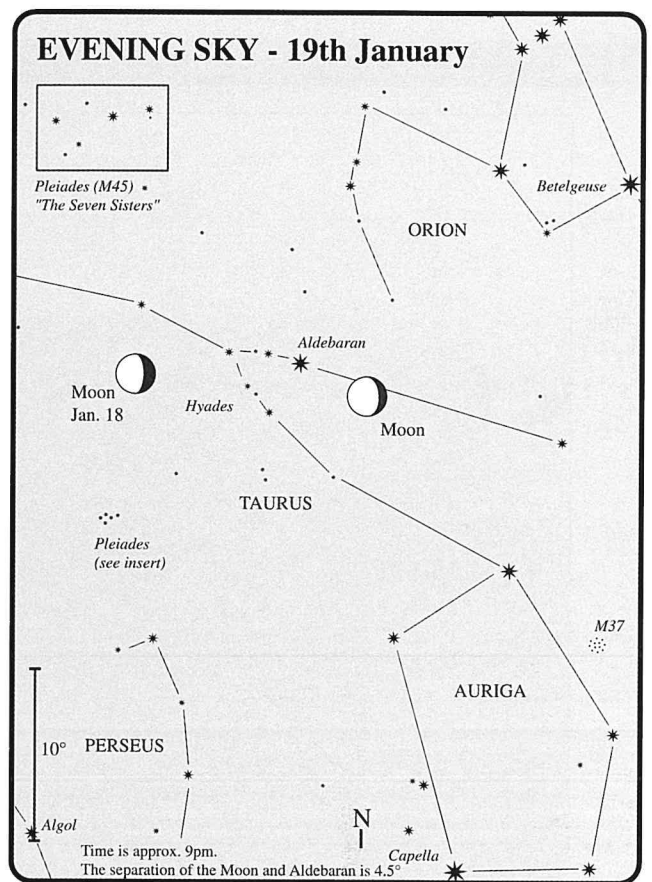 EVENING SKY - 19th January
Pleiades (M45)
"The Seven Sisters"
Betelgeuse
ORION
Aldebaran
Moon
Jan. 18
Hyades
Moon
TAURUS
Pleiades
(see insert)
M37
AURIGA
10°
PERSEUS
Algol
N
Capella
Time is approx. 9pm.
The separation of the Moon and Aldebaran is 4.5°